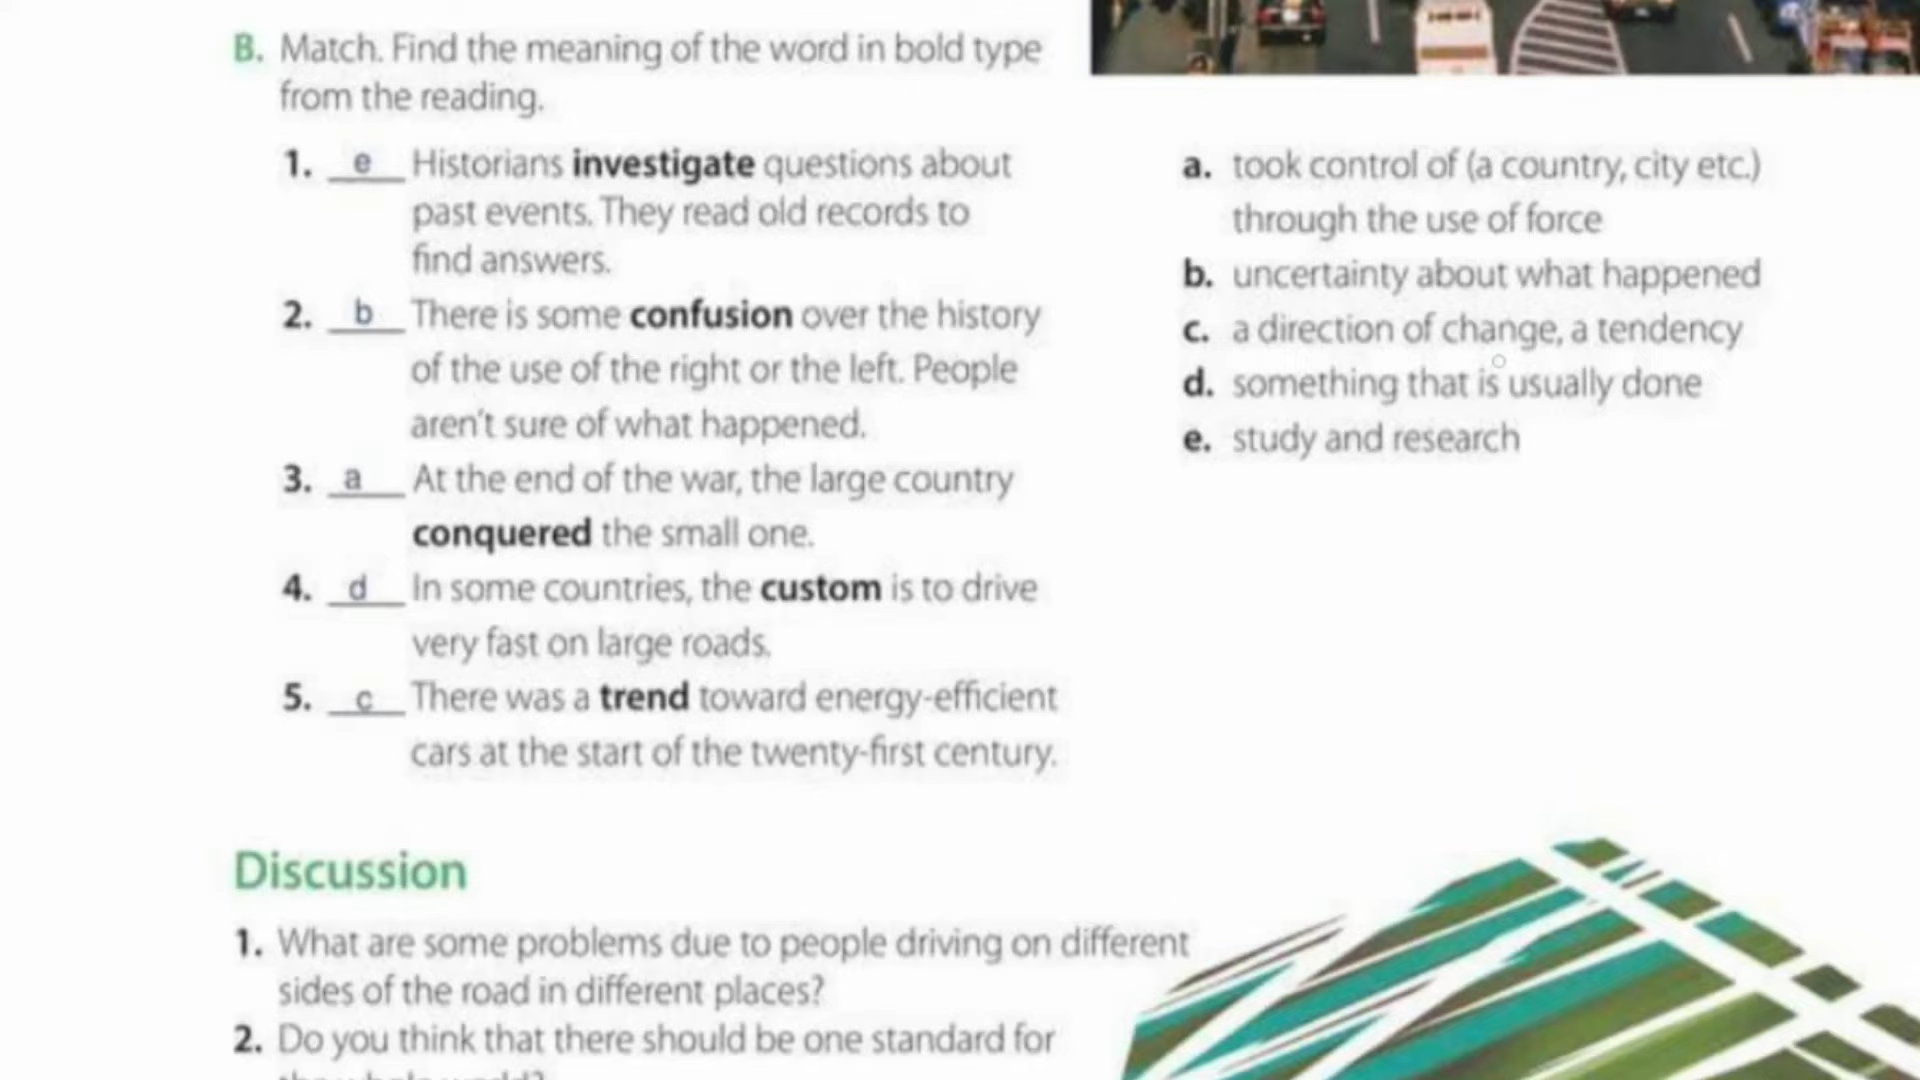 B. Match. Find the meaning of the word in bold type
from the reading.
1. e Historians investigate questions about
past events. They read old records to
find answers.
2. b There is some confusion over the history
of the use of the right or the left. People
aren't sure of what happened.
3. a At the end of the war, the large country
conquered the small one.
4. d In some countries, the custom is to drive
very fast on large roads.
5. c There was a trend toward energy-efficient
cars at the start of the twenty-first century.
a. took control of (a country, city etc.)
through the use of force
b. uncertainty about what happened
c. a direction of change, a tendency
d. something that is usually done
e. study and research
Discussion
1. What are some problems due to people driving on different
sides of the road in different places?
2. Do you think that there should be one standard for
the whole world?